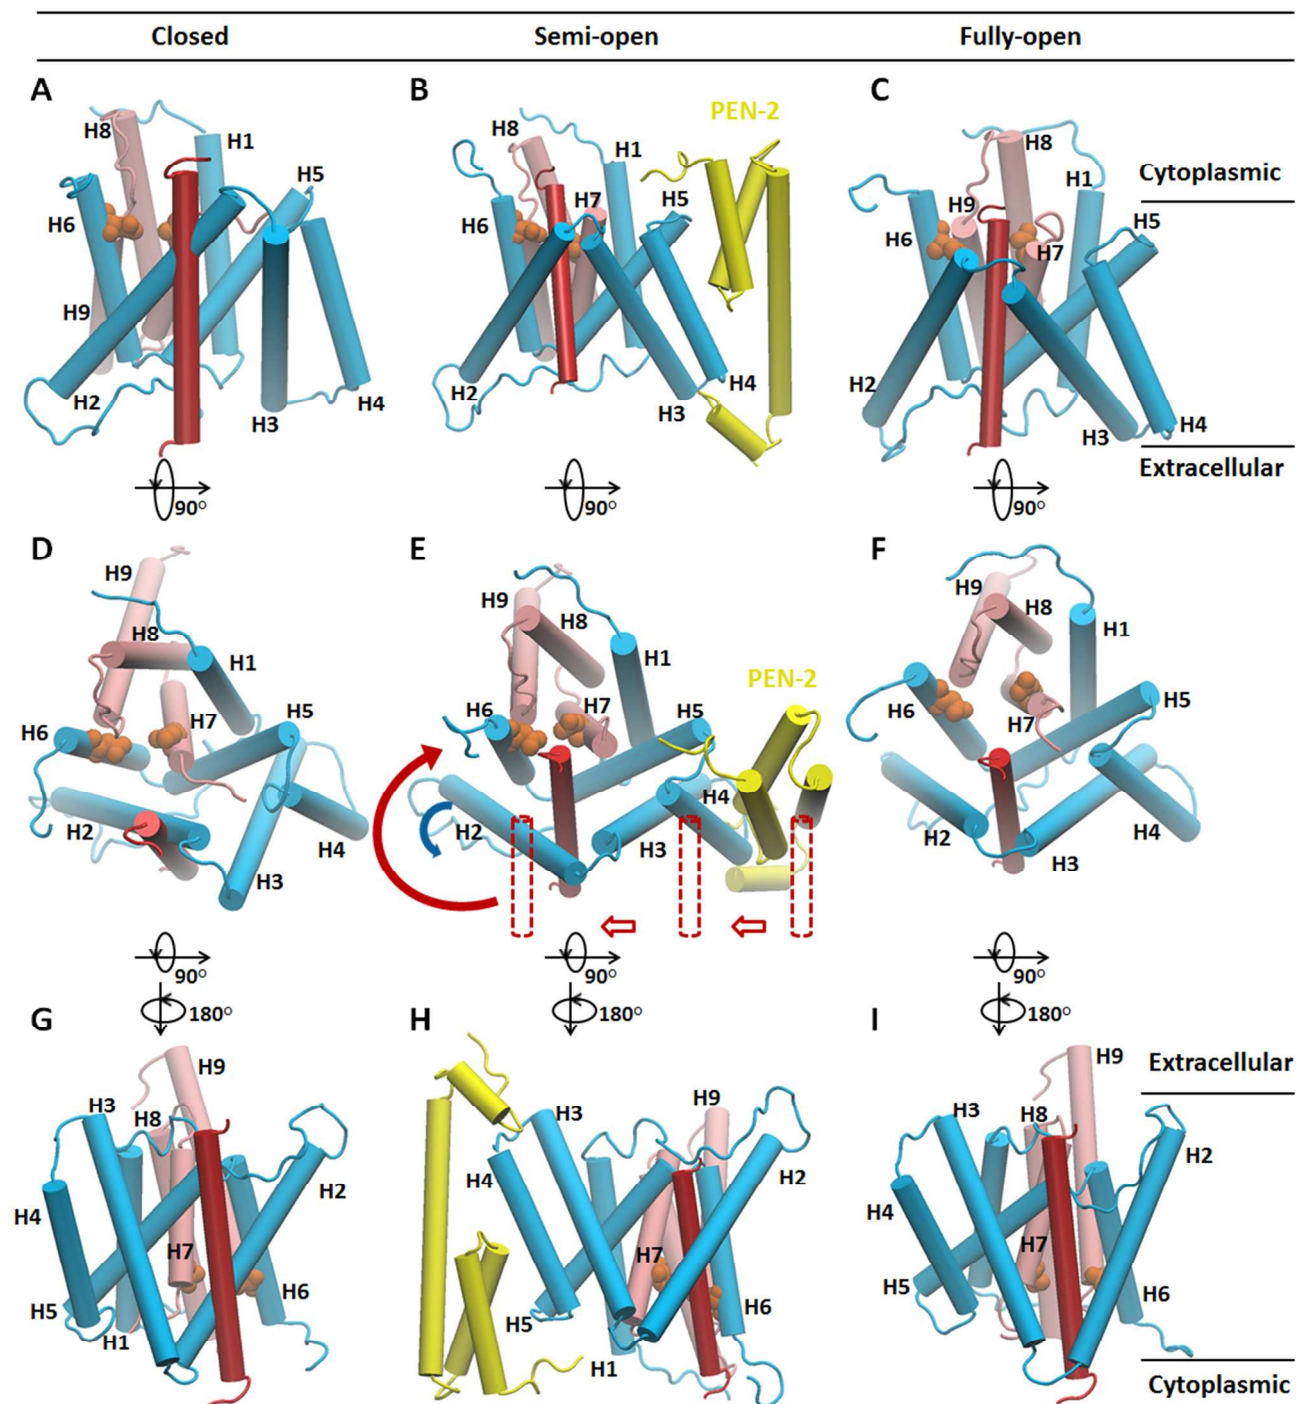 Closed Semi-open Fully-open
A B C
PEN-2
H8 H1 H5 H6 H9 H2 H3 H4
H8 H1 H7 H5 H6 H2 H3 H4
H8 H1 H9 H5 H6 H7 H2 H3 H4
Cytoplasmic
Extracellular
90° 90° 90°
D E F
H9 H8 H1 H7 H5 H6 H2 H4 H3
H9 H8 H1 H6 H7 H5 H4 H2 H3
PEN-2
H9 H8 H1 H5 H6 H7 H2 H4 H3
90° 90° 90°
180° 180° 180°
G H I
H9 H3 H8 H2 H4 H7 H5 H6 H1
H9 H3 H4 H2 H7 H5 H6 H1
H9 H3 H8 H2 H4 H7 H5 H6
Extracellular
Cytoplasmic